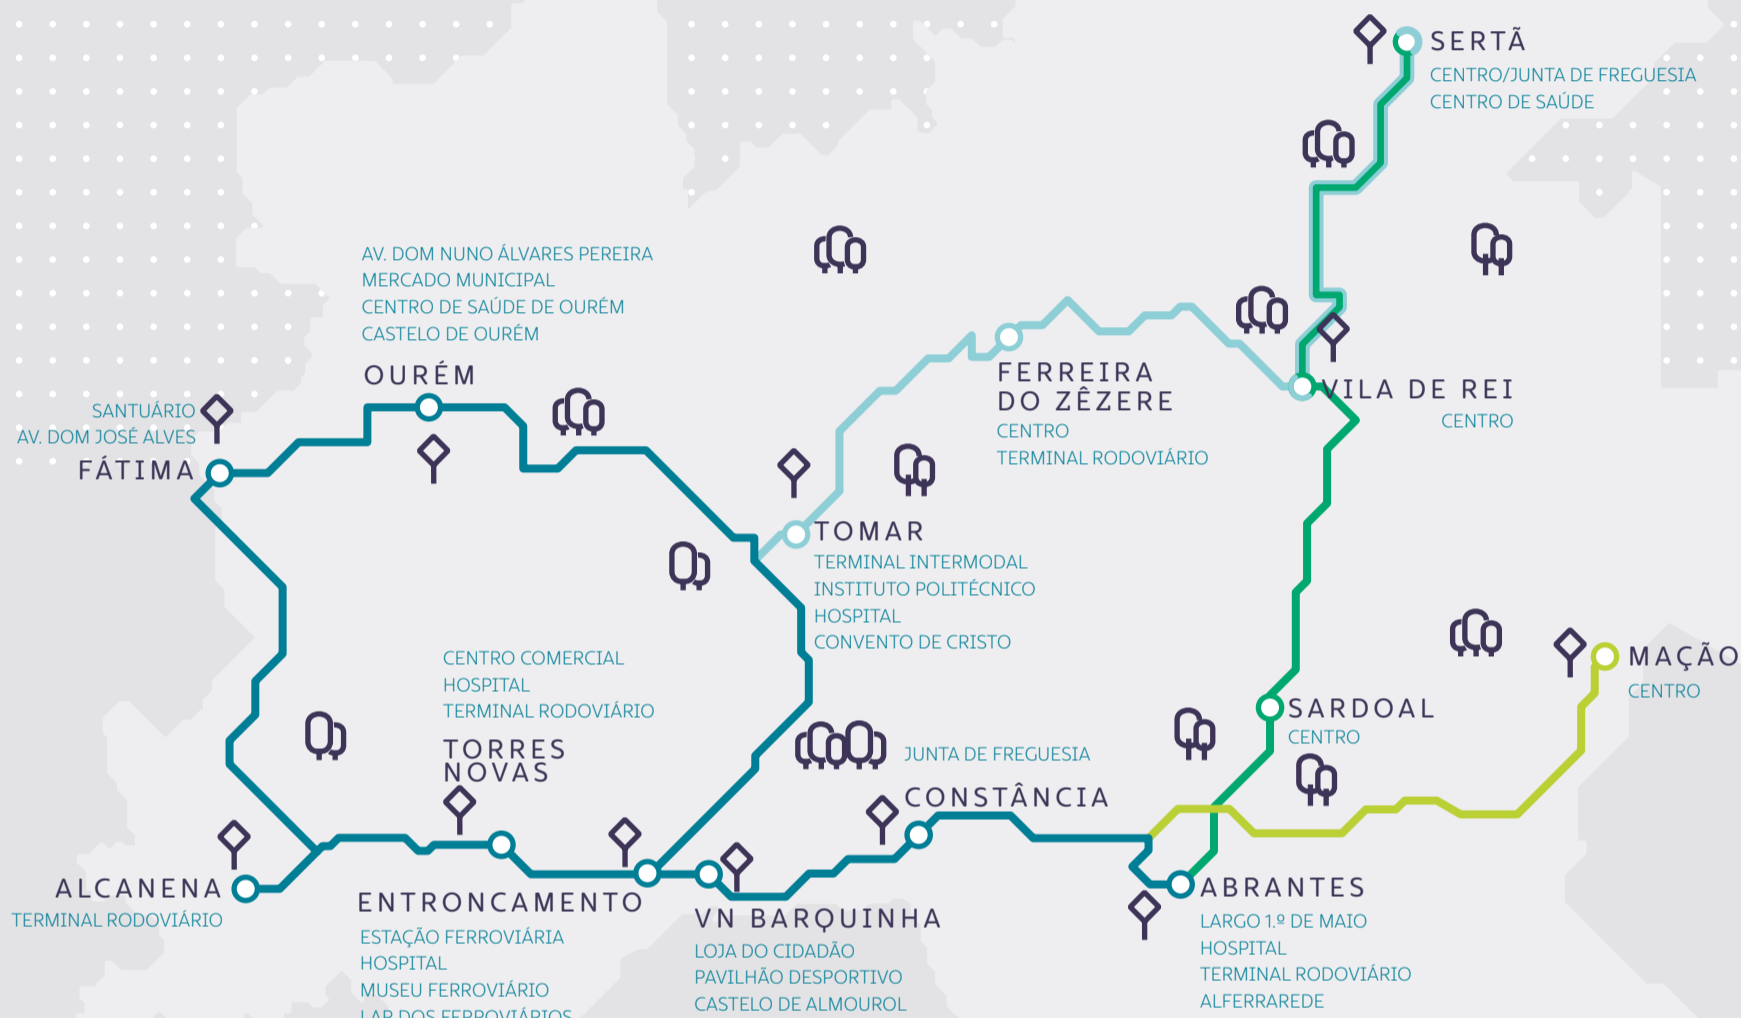 SERTÃ
CENTRO/JUNTA DE FREGUESIA
CENTRO DE SAÚDE
AV. DOM NUNO ÁLVARES PEREIRA
MERCADO MUNICIPAL
CENTRO DE SAÚDE DE OURÉM
CASTELO DE OURÉM
OURÉM
SANTUÁRIO
AV. DOM JOSÉ ALVES
FÁTIMA
FERREIRA
DO ZÊZERE
CENTRO
TERMINAL RODOVIÁRIO
VILA DE REI
CENTRO
TOMAR
TERMINAL INTERMODAL
INSTITUTO POLITÉCNICO
HOSPITAL
CONVENTO DE CRISTO
MAÇÃO
CENTRO
CENTRO COMERCIAL
HOSPITAL
TERMINAL RODOVIÁRIO
TORRES
NOVAS
SARDOAL
CENTRO
JUNTA DE FREGUESIA
CONSTÂNCIA
ALCANENA
TERMINAL RODOVIÁRIO
ENTRONCAMENTO
ESTAÇÃO FERROVIÁRIA
HOSPITAL
MUSEU FERROVIÁRIO
LAR DOS FERROVIÁRIOS
VN BARQUINHA
LOJA DO CIDADÃO
PAVILHÃO DESPORTIVO
CASTELO DE ALMOUROL
ABRANTES
LARGO 1.º DE MAIO
HOSPITAL
TERMINAL RODOVIÁRIO
ALFERRAREDE